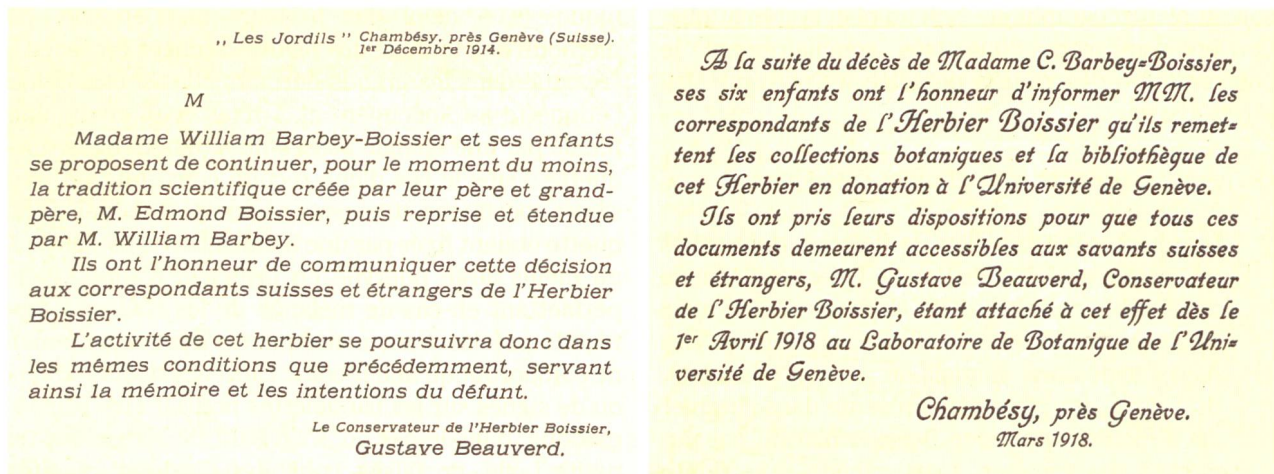 „ Les Jordils ” Chambésy, près Genève (Suisse).
1er Décembre 1914.
M
Madame William Barbey-Boissier et ses enfants
se proposent de continuer, pour le moment du moins,
la tradition scientifique créée par leur père et grand-
père, M. Edmond Boissier, puis reprise et étendue
par M. William Barbey.
Ils ont l'honneur de communiquer cette décision
aux correspondants suisses et étrangers de l'Herbier
Boissier.
L'activité de cet herbier se poursuivra donc dans
les mêmes conditions que précédemment, servant
ainsi la mémoire et les intentions du défunt.
Le Conservateur de l'Herbier Boissier,
Gustave Beauverd.
A la suite du décès de Madame C. Barbey=Boissier,
ses six enfants ont l'honneur d'informer MM. les
correspondants de l'Herbier Boissier qu'ils remet=
tent les collections botaniques et la bibliothèque de
cet Herbier en donation à l'Université de Genève.
Ils ont pris leurs dispositions pour que tous ces
documents demeurent accessibles aux savants suisses
et étrangers, M. Gustave Beauverd, Conservateur
de l'Herbier Boissier, étant attaché à cet effet dès le
1er Avril 1918 au Laboratoire de Botanique de l'Uni=
versité de Genève.
Chambésy, près Genève.
Mars 1918.